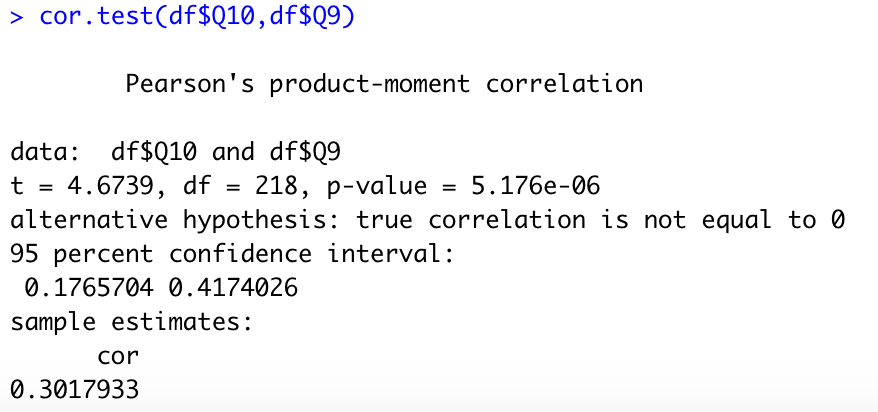 > cor.test(df$Q10,df$Q9)
Pearson's product-moment correlation
data:  df$Q10 and df$Q9
t = 4.6739, df = 218, p-value = 5.176e-06
alternative hypothesis: true correlation is not equal to 0
95 percent confidence interval:
 0.1765704 0.4174026
sample estimates:
cor
0.3017933